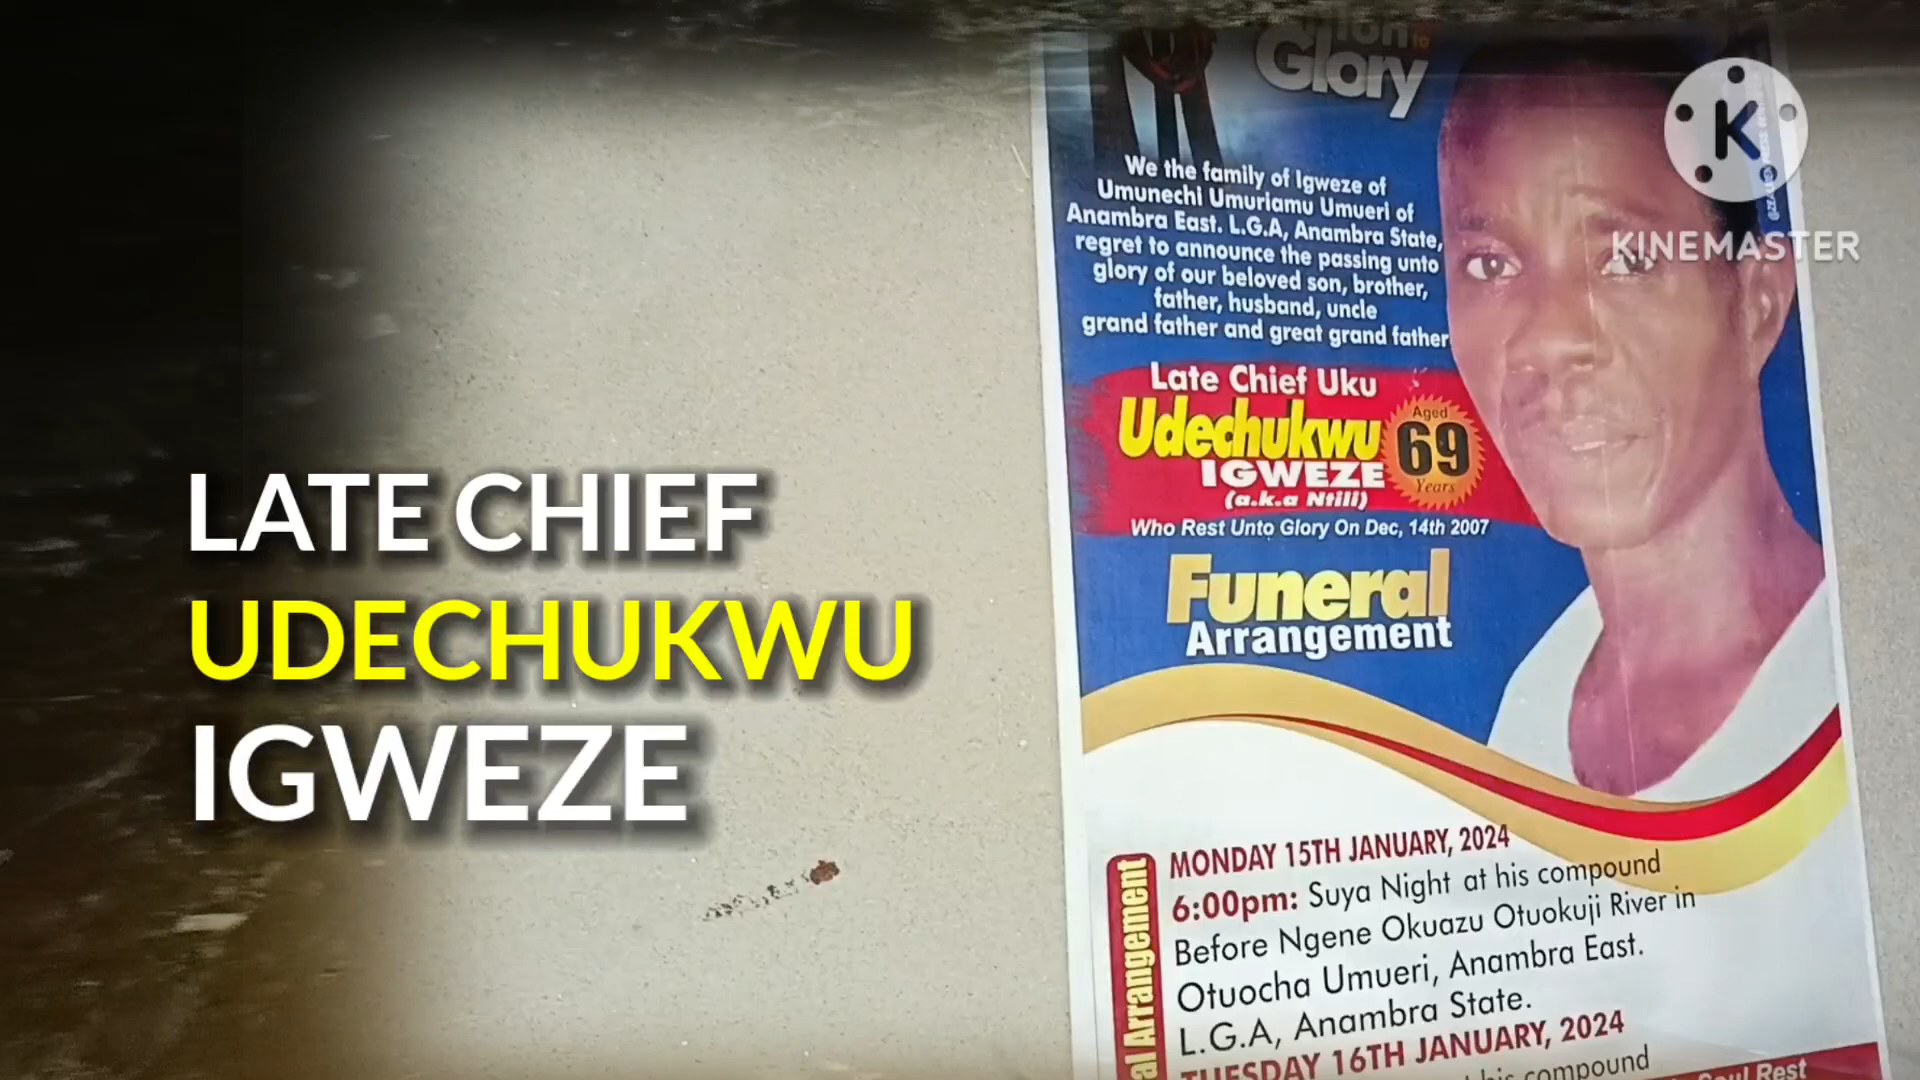 Glory
We the family of Igweze of
Umunechi Umuriamu Umueri of
Anambra East. L.G.A, Anambra State,
regret to announce the passing unto
glory of our beloved son, brother,
father, husband, uncle
grand father and great grand father
Late Chief Uku
Udechukwu
IGWEZE
(a.k.a Ntili)
Aged
69
Years
Who Rest Unto Glory On Dec, 14th 2007
Funeral
Arrangement
MONDAY 15TH JANUARY, 2024
6:00pm: Suya Night at his compound
Before Ngene Okuazu Otuokuji River in
Otuocha Umueri, Anambra East.
L.G.A, Anambra State.
TUESDAY 16TH JANUARY, 2024
his compound
Arrangement
Rest
LATE CHIEF
UDECHUKWU
IGWEZE
K
KINEMASTER